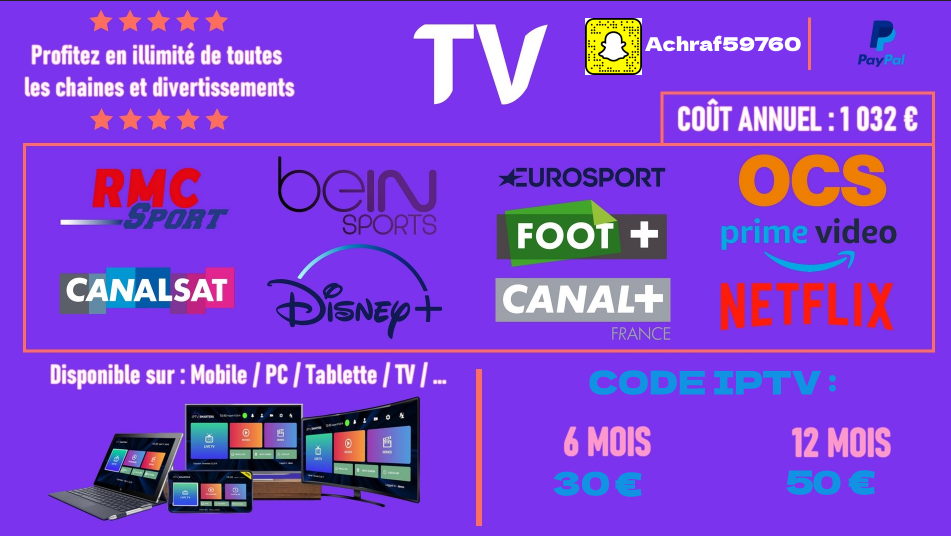 Profitez en illimité de toutes
les chaines et divertissements
TV
Achraf59760
PayPal
COÛT ANNUEL : 1 032 €
RMC
SPORT
beIN
SPORTS
EUROSPORT
OCS
FOOT +
prime video
CANALSAT
Disney+
CANAL+
FRANCE
NETFLIX
Disponible sur : Mobile / PC / Tablette / TV / ...
CODE IPTV :
6 MOIS
12 MOIS
30 €
50 €